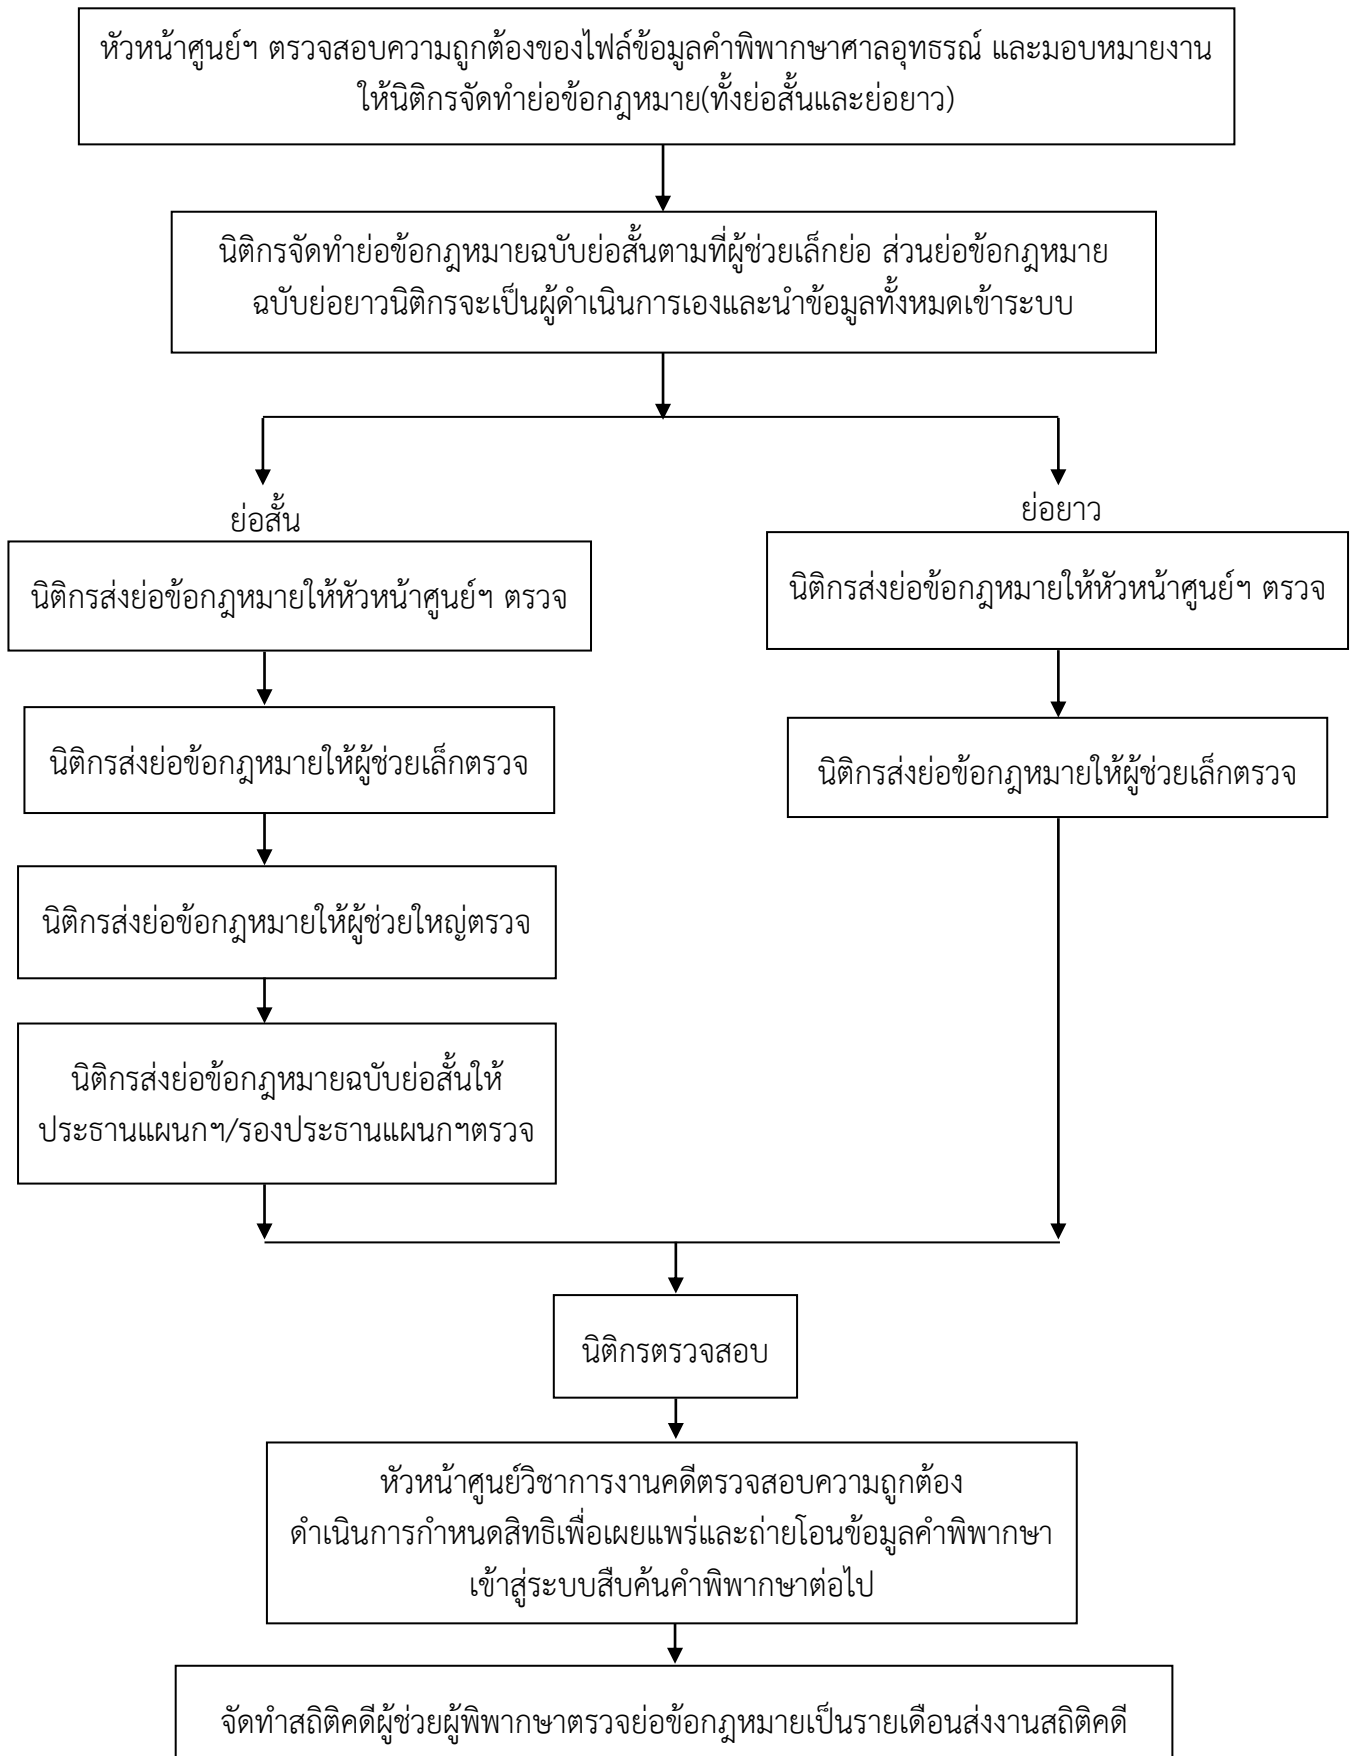 หัวหน้าศูนย์ฯ ตรวจสอบความถูกต้องของไฟล์ข้อมูลคำพิพากษาศาลอุทธรณ์ และมอบหมายงาน
ให้นิติกรจัดทำย่อข้อกฎหมาย(ทั้งย่อสั้นและย่อยาว)
นิติกรจัดทำย่อข้อกฎหมายฉบับย่อสั้นตามที่ผู้ช่วยเล็กย่อ ส่วนย่อข้อกฎหมาย
ฉบับย่อยาวนิติกรจะเป็นผู้ดำเนินการเองและนำข้อมูลทั้งหมดเข้าระบบ
ย่อสั้น
นิติกรส่งย่อข้อกฎหมายให้หัวหน้าศูนย์ฯ ตรวจ
นิติกรส่งย่อข้อกฎหมายให้ผู้ช่วยเล็กตรวจ
นิติกรส่งย่อข้อกฎหมายให้ผู้ช่วยใหญ่ตรวจ
นิติกรส่งย่อข้อกฎหมายฉบับย่อสั้นให้
ประธานแผนกฯ/รองประธานแผนกฯตรวจ
ย่อยาว
นิติกรส่งย่อข้อกฎหมายให้หัวหน้าศูนย์ฯ ตรวจ
นิติกรส่งย่อข้อกฎหมายให้ผู้ช่วยเล็กตรวจ
นิติกรตรวจสอบ
หัวหน้าศูนย์วิชาการงานคดีตรวจสอบความถูกต้อง
ดำเนินการกำหนดสิทธิเพื่อเผยแพร่และถ่ายโอนข้อมูลคำพิพากษา
เข้าสู่ระบบสืบค้นคำพิพากษาต่อไป
จัดทำสถิติคดีผู้ช่วยผู้พิพากษาตรวจย่อข้อกฎหมายเป็นรายเดือนส่งงานสถิติคดี